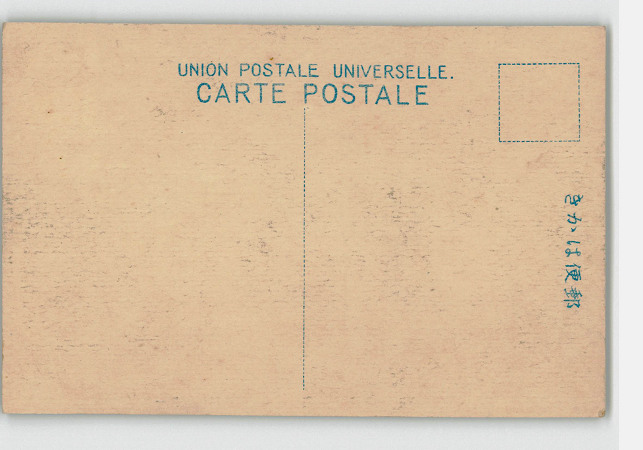 UNION POSTALE UNIVERSELLE.
CARTE POSTALE
郵便はかき